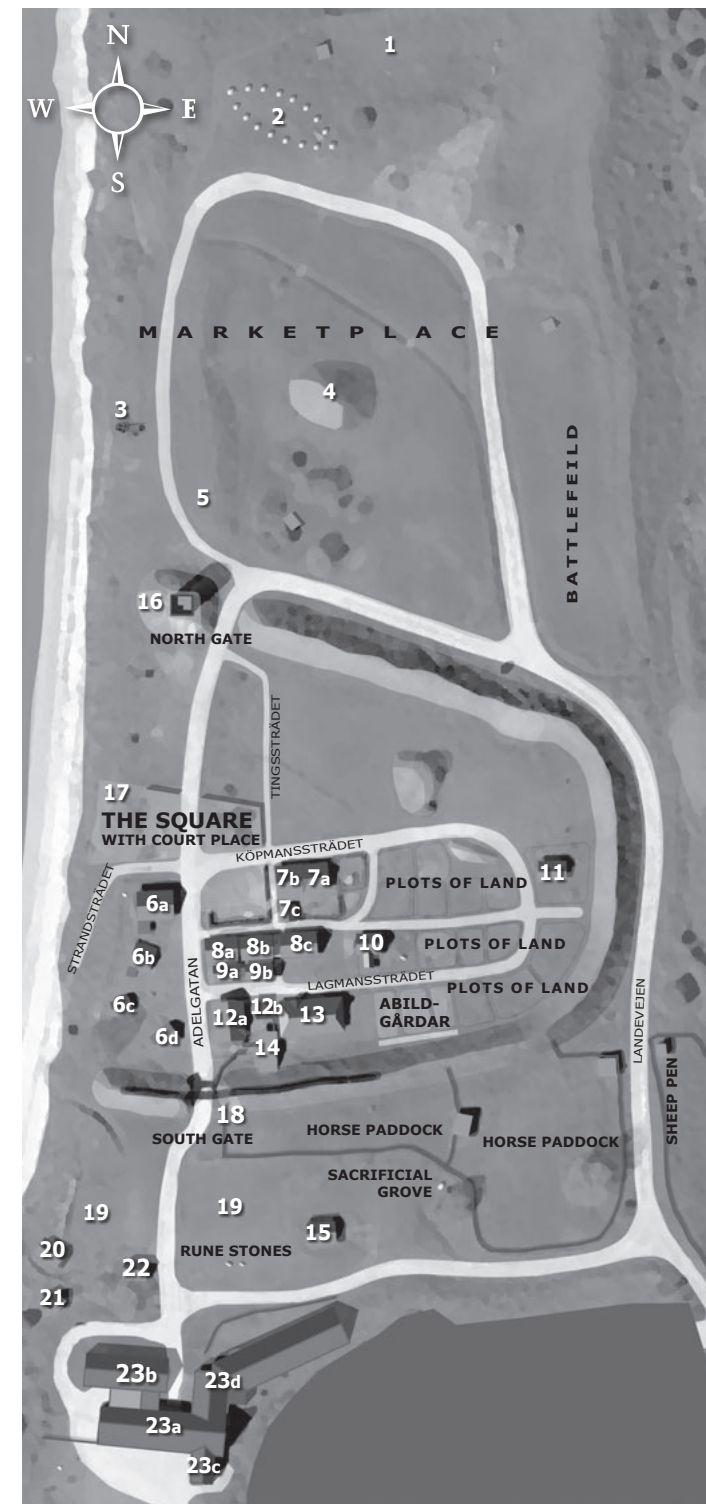 N
1
W E
2
S
MARKETPLACE
4
3
BATTLEFEILD
5
16
NORTH GATE
TINGSSTRÄDET
17
THE SQUARE
WITH COURT PLACE
KÖPMANSSTRÄDET
STRANDSTRÄDET
7b 7a
PLOTS OF LAND
11
6a
7c
8a 8b 8c
10
PLOTS OF LAND
6b
9a 9b
LAGMANSSTRÄDET
PLOTS OF LAND
ADELGATAN
6c
12a 12b 13
ABILD-
GÅRDAR
6d
14
LANDEVEJEN
SHEEP PEN
18
SOUTH GATE
HORSE PADDOCK
HORSE PADDOCK
SACRIFICIAL
GROVE
19
19
15
20
RUNE STONES
22
21
23b
23d
23a
23c